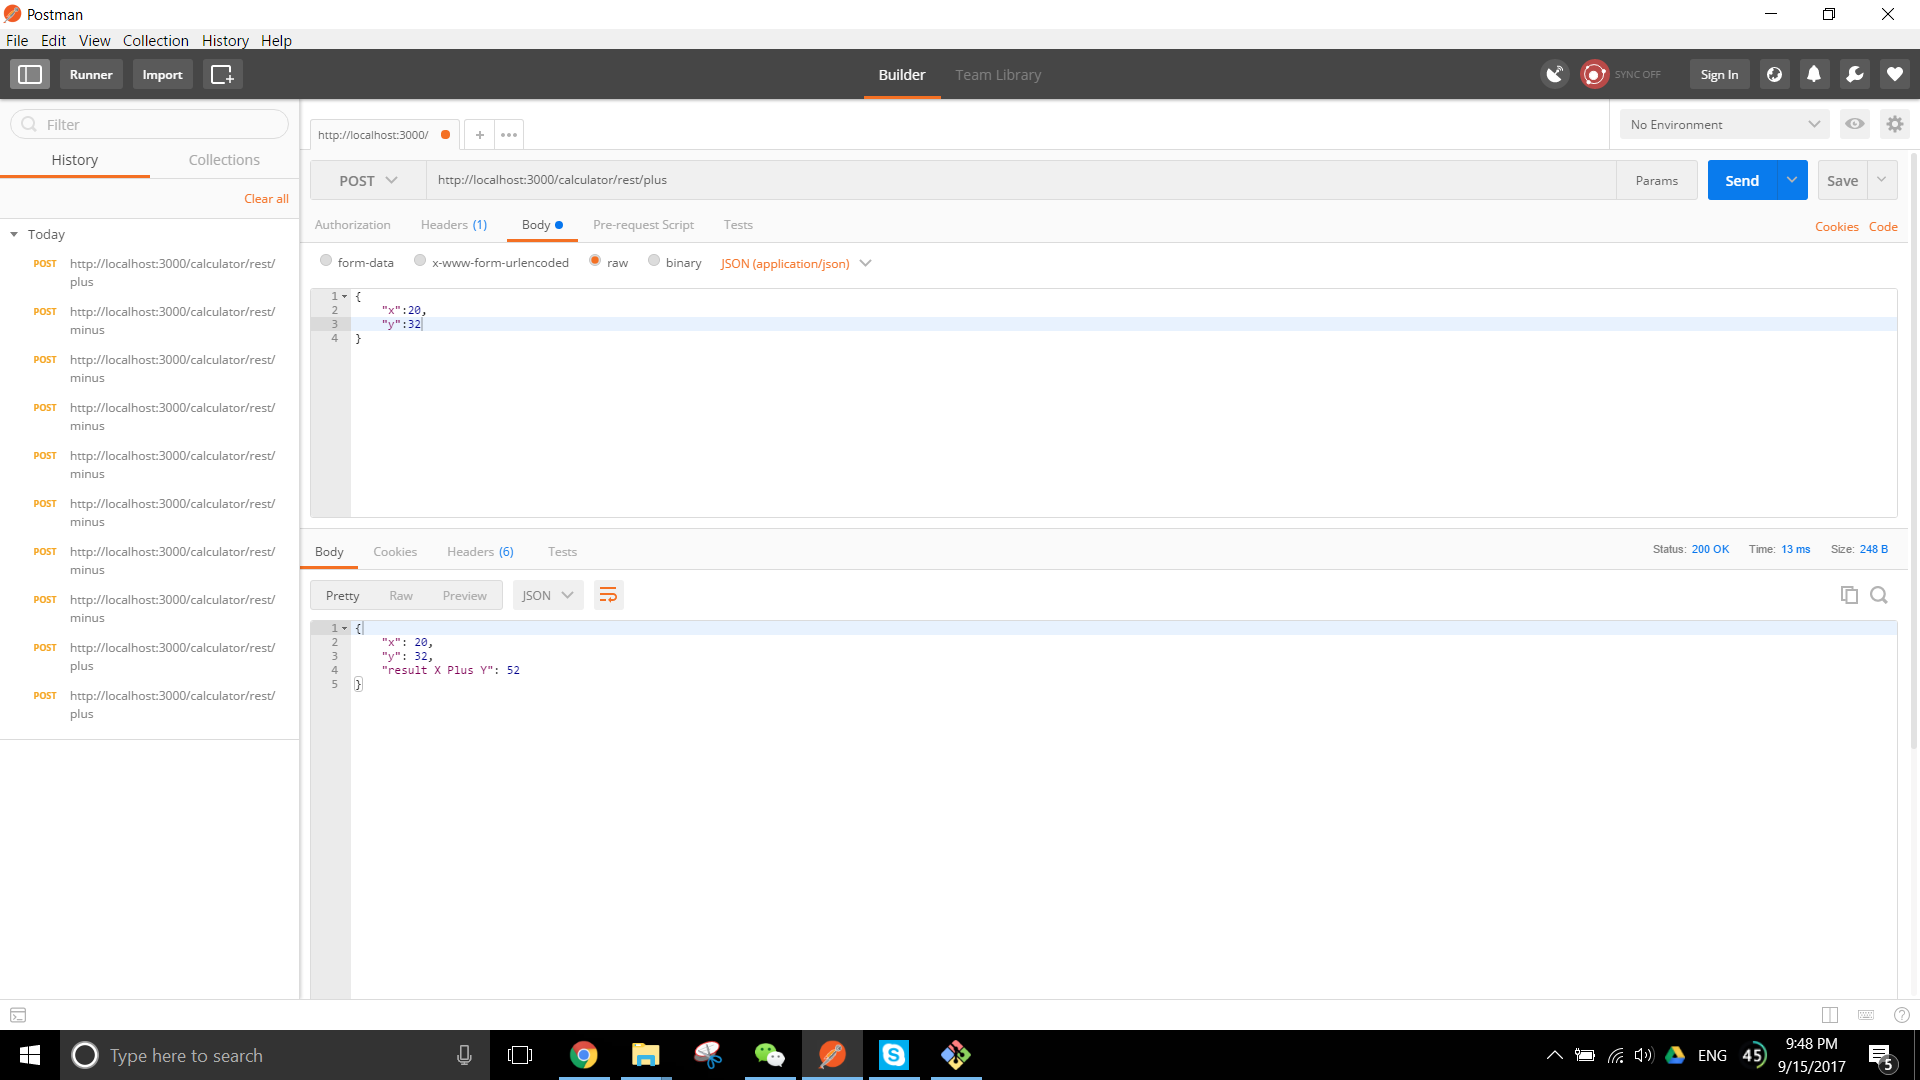 Postman
File Edit View Collection History Help
Runner Import Builder Team Library SYNC OFF Sign In
Filter
History Collections
Clear all
Today
POST http://localhost:3000/calculator/rest/
plus
POST http://localhost:3000/calculator/rest/
minus
POST http://localhost:3000/calculator/rest/
minus
POST http://localhost:3000/calculator/rest/
minus
POST http://localhost:3000/calculator/rest/
minus
POST http://localhost:3000/calculator/rest/
minus
POST http://localhost:3000/calculator/rest/
minus
POST http://localhost:3000/calculator/rest/
minus
POST http://localhost:3000/calculator/rest/
plus
POST http://localhost:3000/calculator/rest/
plus
http://localhost:3000/ + ••• No Environment
POST http://localhost:3000/calculator/rest/plus Params Send Save
Authorization Headers (1) Body Pre-request Script Tests Cookies Code
form-data x-www-form-urlencoded raw binary JSON (application/json)
1 {
2 "x":20,
3 "y":32
4 }
Body Cookies Headers (6) Tests Status: 200 OK Time: 13 ms Size: 248 B
Pretty Raw Preview JSON
1 {
2 "x": 20,
3 "y": 32,
4 "result X Plus Y": 52
5 }
Type here to search
ENG 45 9:48 PM
9/15/2017
5